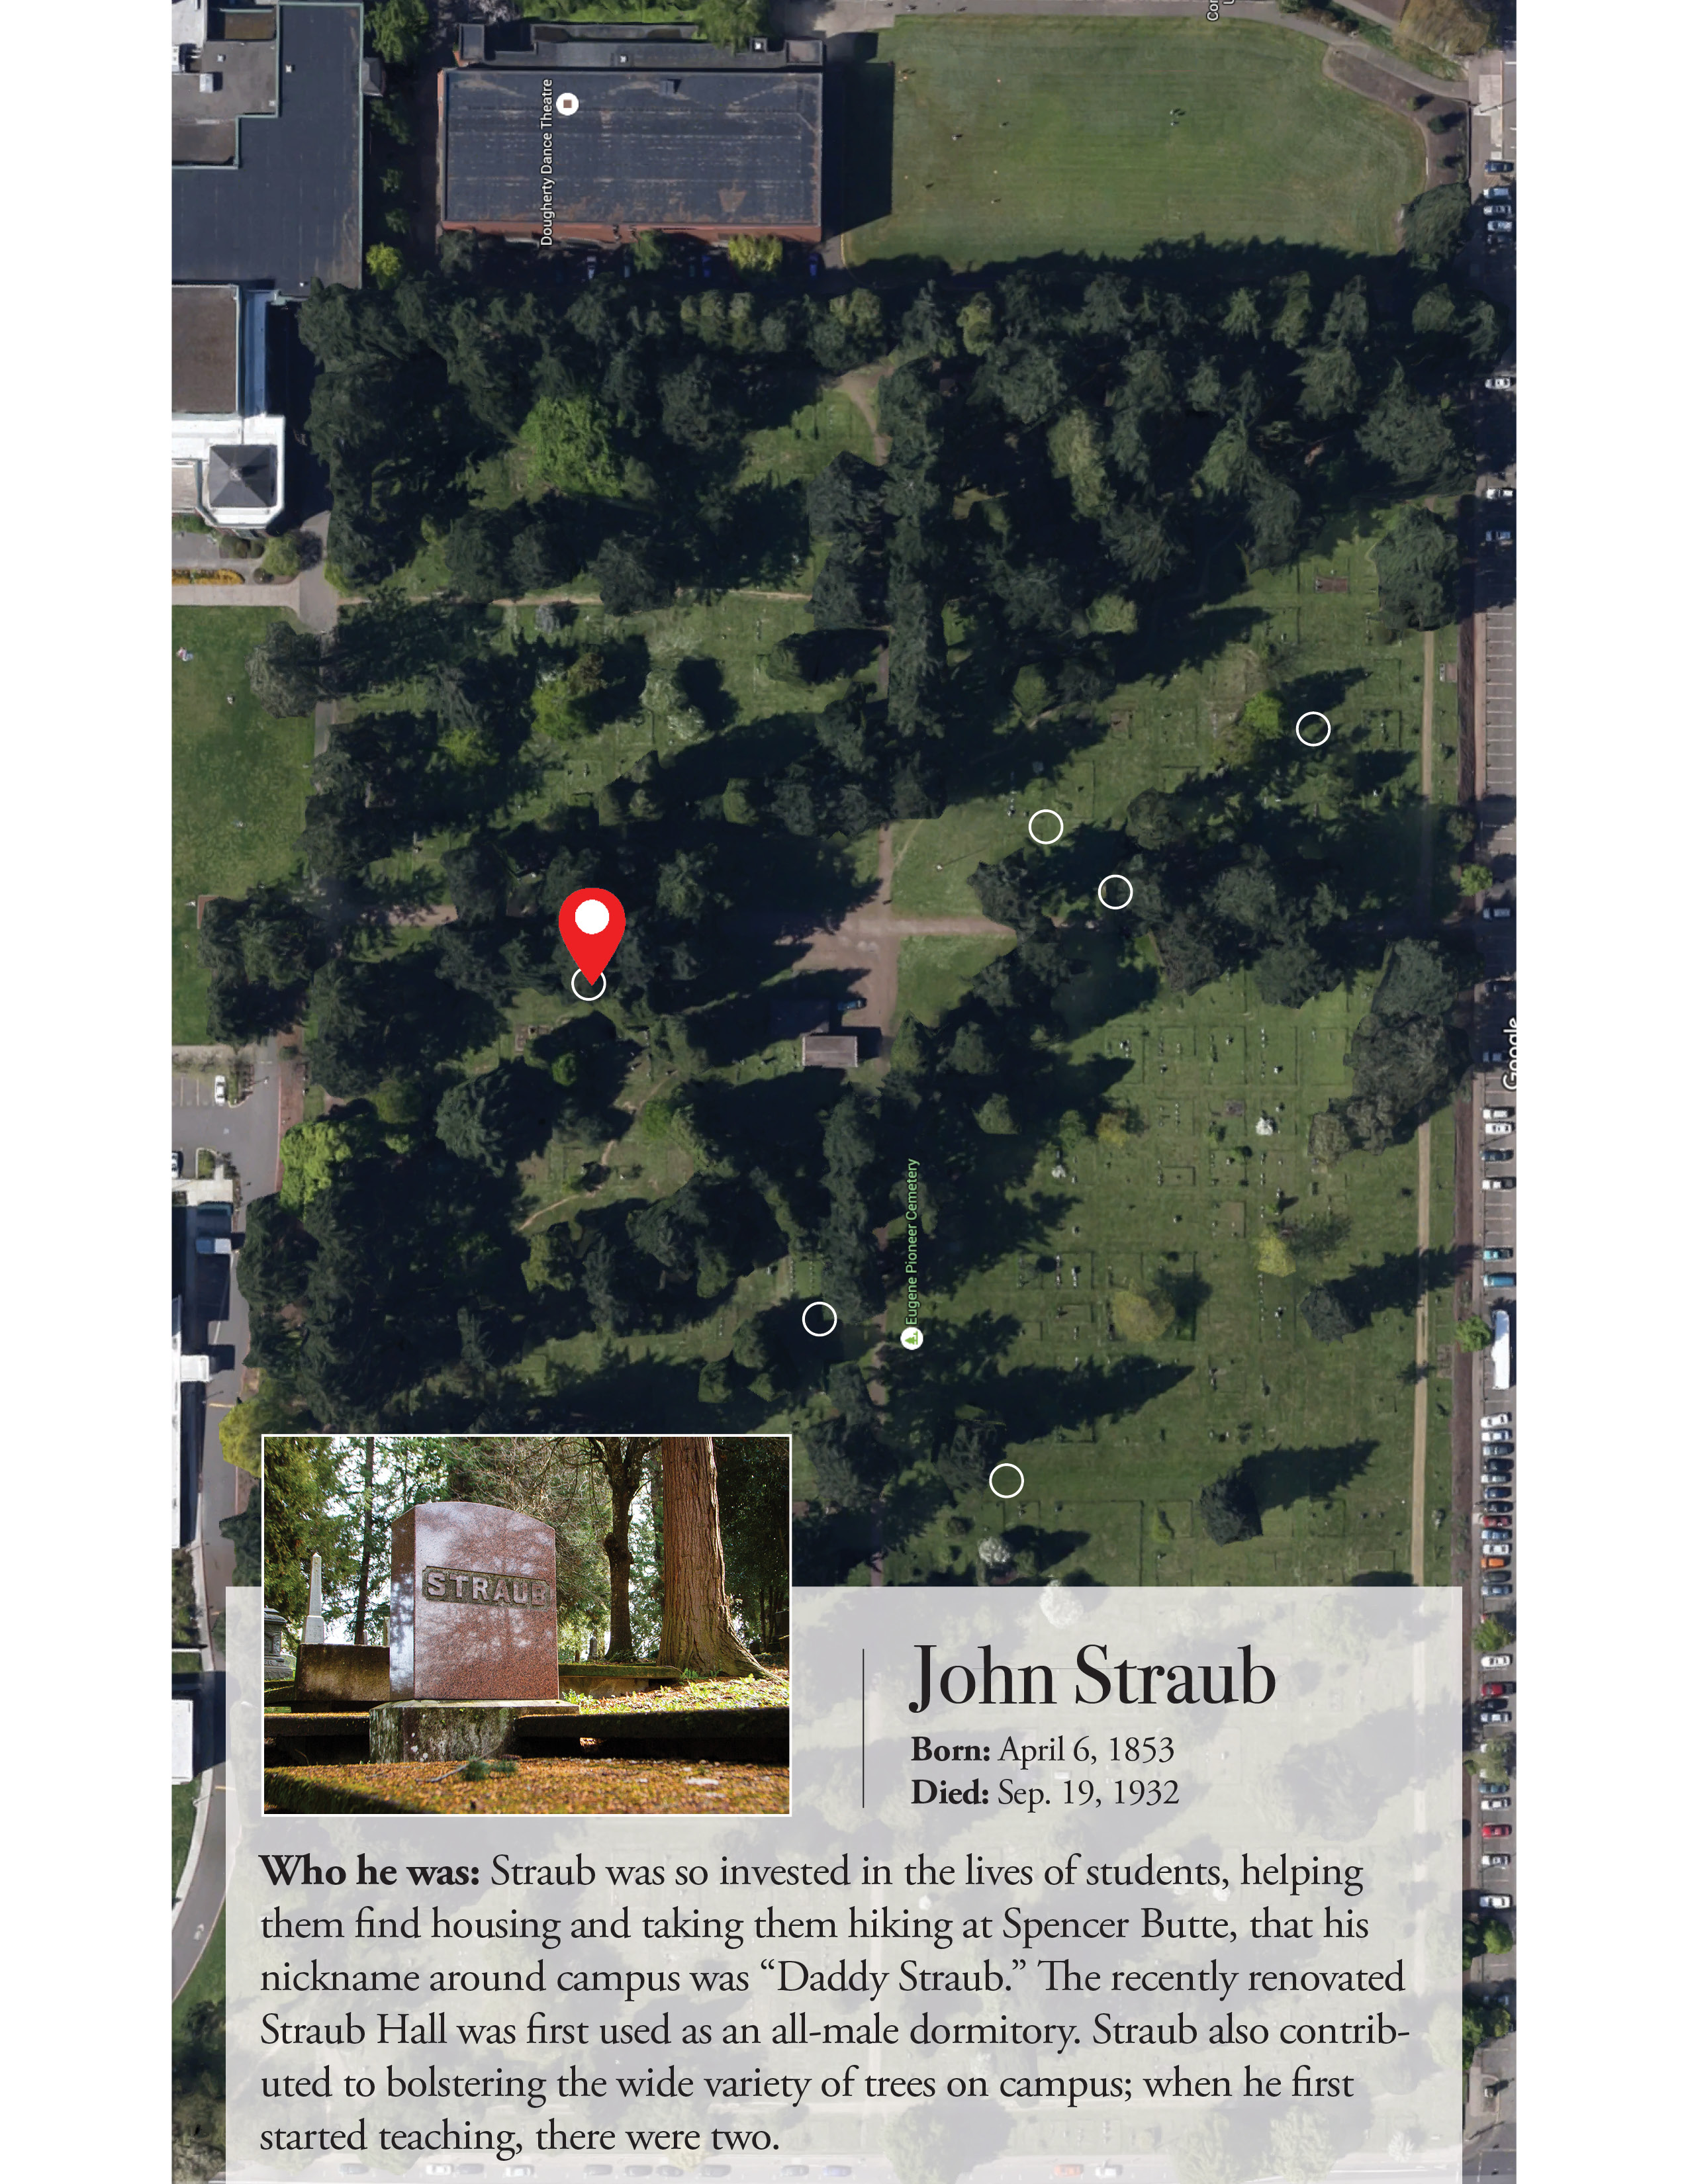 Co
Dougherty Dance Theatre
Google
Eugene Pioneer Cemetery
STRAUB
John Straub
Born: April 6, 1853
Died: Sep. 19, 1932
Who he was: Straub was so invested in the lives of students, helping
them find housing and taking them hiking at Spencer Butte, that his
nickname around campus was “Daddy Straub.” The recently renovated
Straub Hall was first used as an all-male dormitory. Straub also contrib-
uted to bolstering the wide variety of trees on campus; when he first
started teaching, there were two.